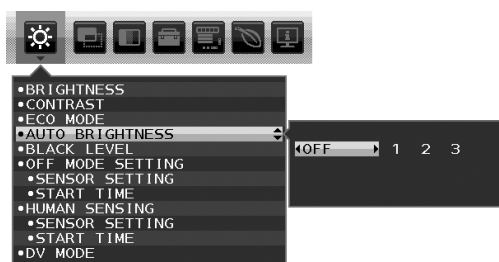 •BRIGHTNESS
•CONTRAST
•ECO MODE
•AUTO BRIGHTNESS
OFF 1 2 3
•BLACK LEVEL
•OFF MODE SETTING
•SENSOR SETTING
•START TIME
•HUMAN SENSING
•SENSOR SETTING
•START TIME
•DV MODE